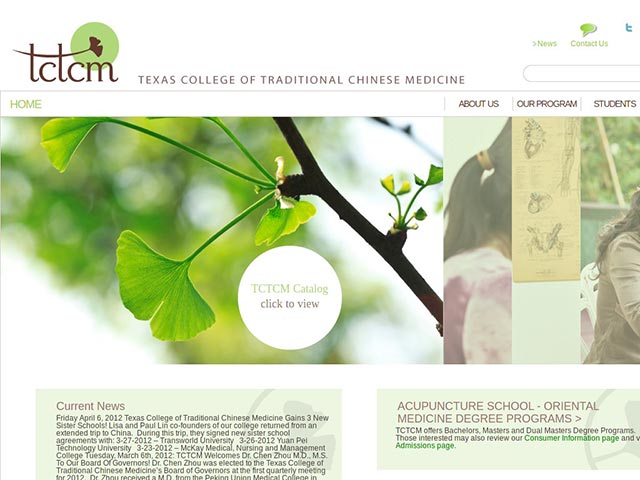 >News
Contact Us
tctcm
TEXAS COLLEGE OF TRADITIONAL CHINESE MEDICINE
HOME
ABOUT US
OUR PROGRAM
STUDENTS
TCTCM Catalog
click to view
Current News
Friday April 6, 2012 Texas College of Traditional Chinese Medicine Gains 3 New
Sister Schools! Lisa and Paul Lin co-founders of our college returned from an
extended trip to China. During this trip, they signed new sister school
agreements with: 3-27-2012 – Transworld University 3-26-2012 Yuan Pei
Technology University 3-23-2012 – McKay Medical, Nursing and Management
College Tuesday, March 6th, 2012: TCTCM Welcomes Dr. Chen Zhou M.D., M.S.
To Our Board Of Governors! Dr. Chen Zhou was elected to the Texas College of
Traditional Chinese Medicine's Board of Governors at the first quarterly meeting
for 2012. Dr. Zhou received a M.D. from the Peking Union Medical College in
ACUPUNCTURE SCHOOL - ORIENTAL
MEDICINE DEGREE PROGRAMS >
TCTCM offers Bachelors, Masters and Dual Masters Degree Programs.
Those interested may also review our Consumer Information page and v
Admissions page.